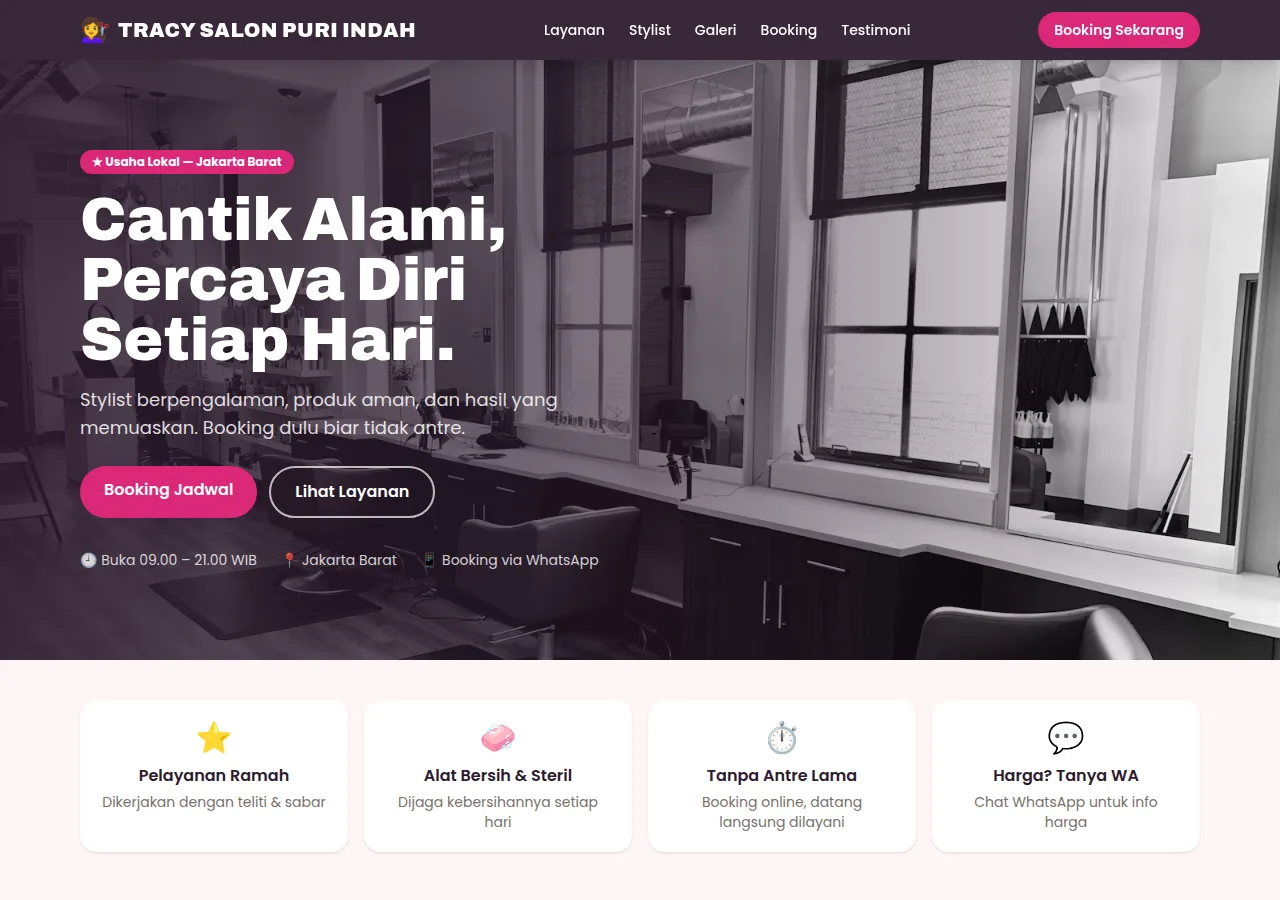 TRACY SALON PURI INDAH
Layanan
Stylist
Galeri
Booking
Testimoni
Booking Sekarang
★ Usaha Lokal — Jakarta Barat
Cantik Alami,
Percaya Diri
Setiap Hari.
Stylist berpengalaman, produk aman, dan hasil yang
memuaskan. Booking dulu biar tidak antre.
Booking Jadwal
Lihat Layanan
Buka 09.00 – 21.00 WIB
Jakarta Barat
Booking via WhatsApp
Pelayanan Ramah
Dikerjakan dengan teliti & sabar
Alat Bersih & Steril
Dijaga kebersihannya setiap
hari
Tanpa Antre Lama
Booking online, datang
langsung dilayani
Harga? Tanya WA
Chat WhatsApp untuk info
harga